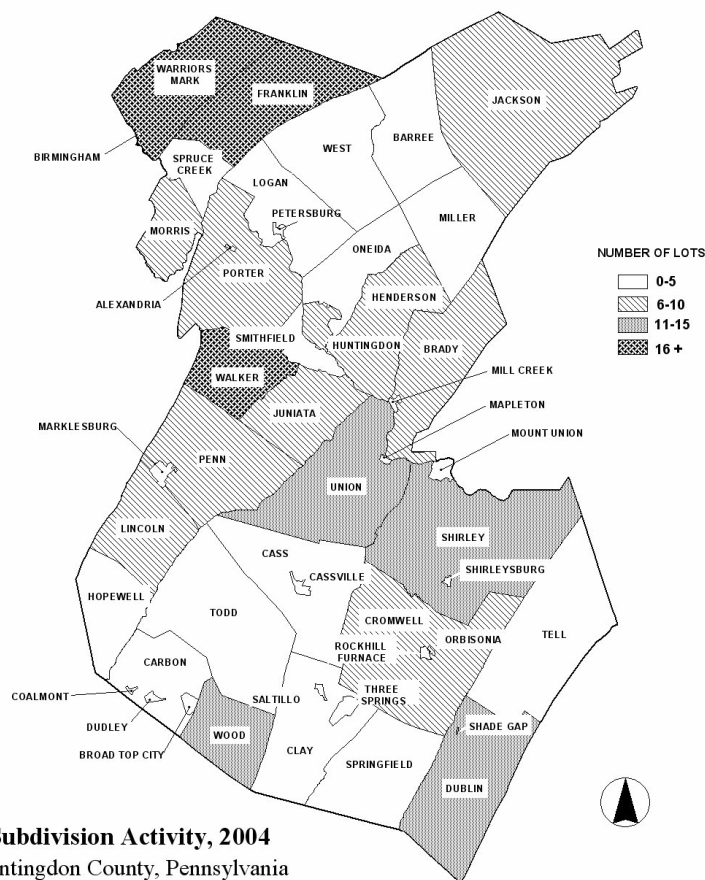 WARRIORS
MARK
FRANKLIN
JACKSON
WEST
BARREE
BIRMINGHAM
SPRUCE
CREEK
LOGAN
PETERSBURG
MILLER
MORRIS
ONEIDA
PORTER
NUMBER OF LOTS
0-5
6-10
11-15
16 +
HENDERSON
ALEXANDRIA
SMITHFIELD
HUNTINGDON
BRADY
WALKER
MILL CREEK
JUNIATA
MAPLETON
MARKLESBURG
MOUNT UNION
PENN
UNION
LINCOLN
SHIRLEY
CASS
SHIRLEYSBURG
CASSVILLE
HOPEWELL
TODD
CROMWELL
ORBISONIA
TELL
ROCKHILL
FURNACE
CARBON
COALMONT
SALTILLO
THREE
SPRINGS
DUDLEY
SHADE GAP
WOOD
BROAD TOP CITY
CLAY
SPRINGFIELD
DUBLIN
ubdivision Activity, 2004
ntingdon County, Pennsylvania